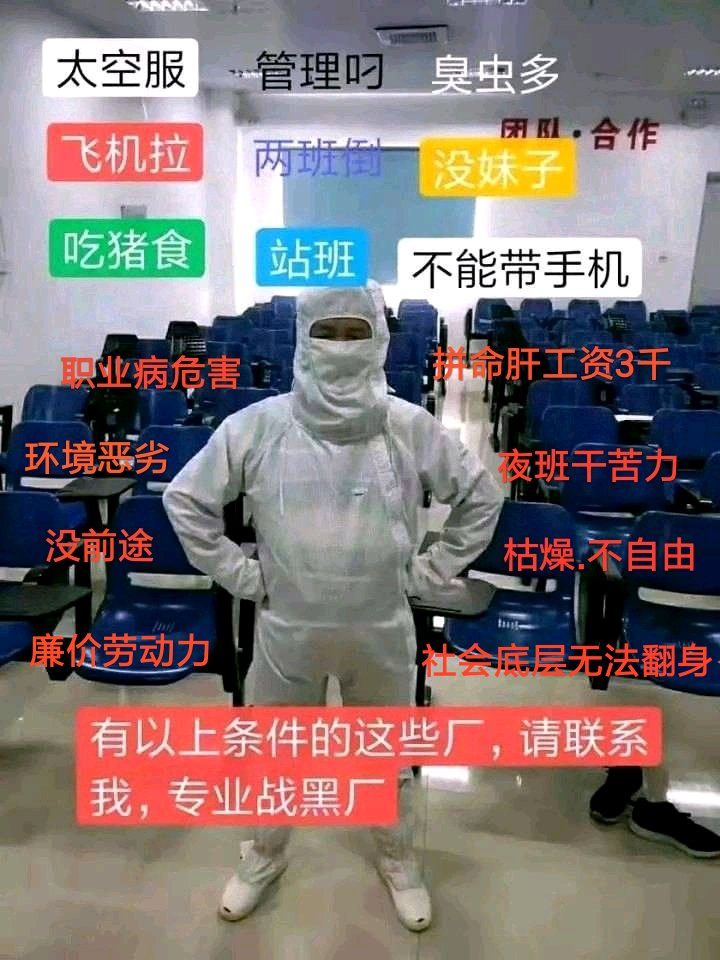 太空服
管理叼
臭虫多
团队·合作
飞机拉
两班倒
没妹子
吃猪食
站班
不能带手机
职业病危害
拼命肝工资3千
环境恶劣
夜班干苦力
没前途
枯燥.不自由
廉价劳动力
社会底层无法翻身
有以上条件的这些厂，请联系
我，专业战黑厂